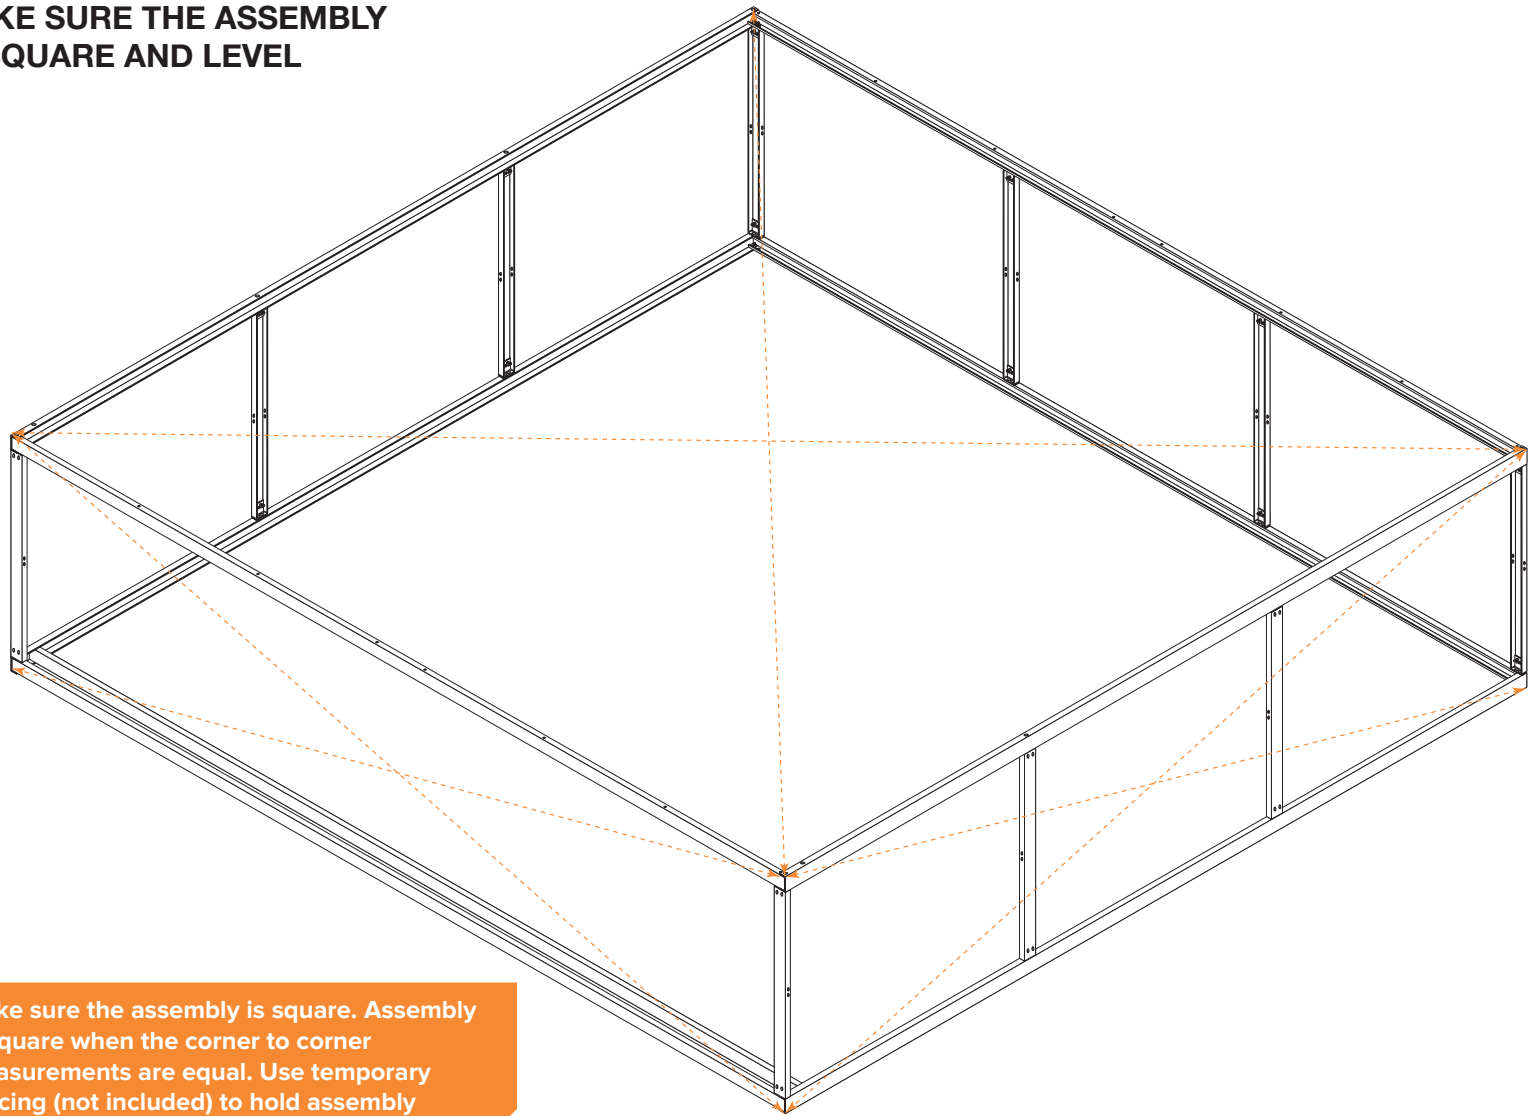 KE SURE THE ASSEMBLY
QUARE AND LEVEL
ke sure the assembly is square. Assembly
quare when the corner to corner
asurements are equal. Use temporary
cing (not included) to hold assembly